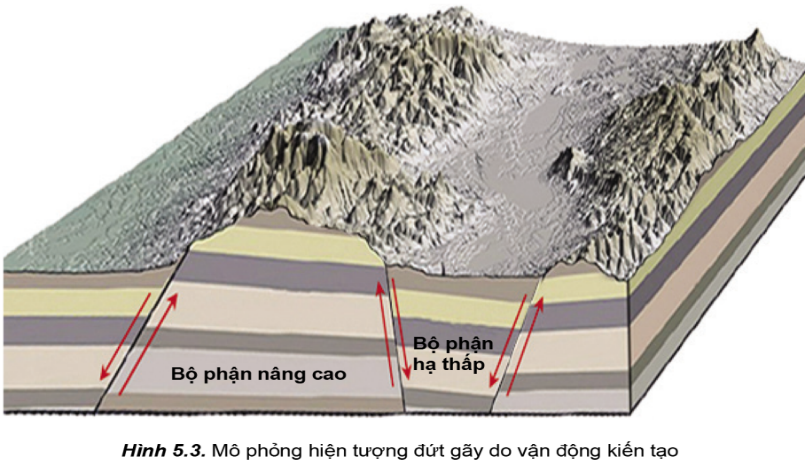 Bộ phận
hạ thấp
Bộ phận nâng cao
Hình 5.3. Mô phỏng hiện tượng đứt gãy do vận động kiến tạo